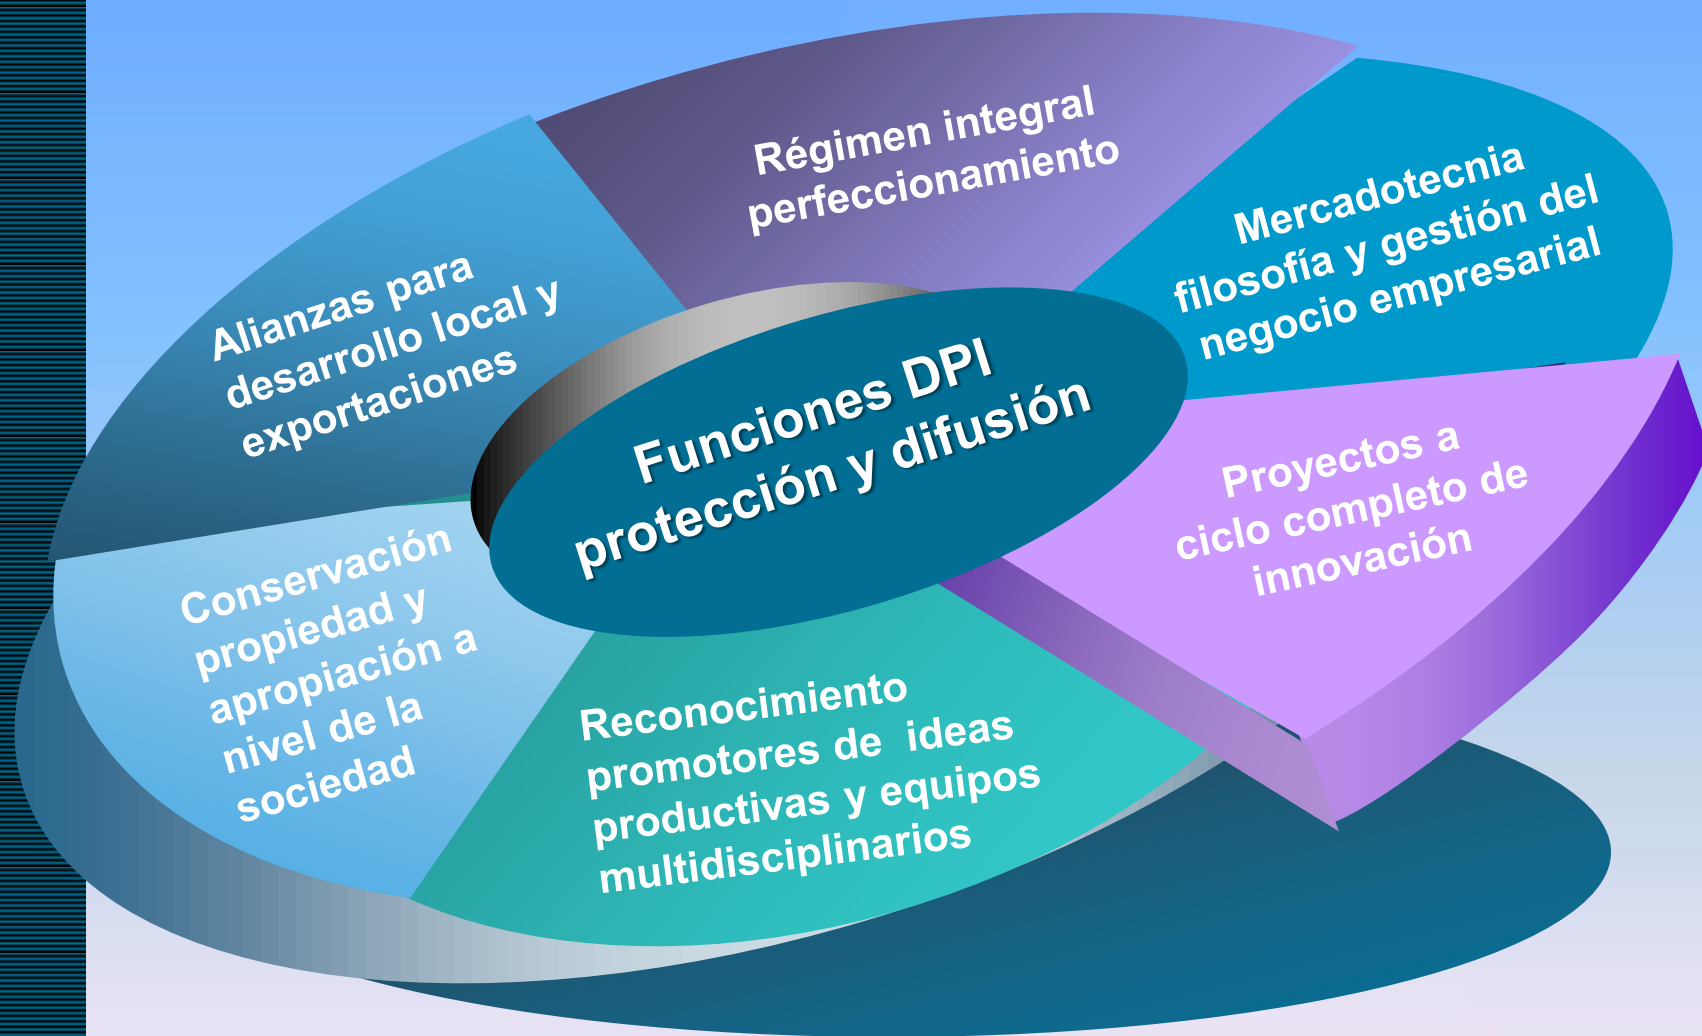 Régimen integral
perfeccionamiento
Mercadotecnia
filosofía y gestión del
negocio empresarial
Alianzas para
desarrollo local y
exportaciones
Funciones DPI
protección y difusión
Proyectos a
ciclo completo de
innovación
Conservación
propiedad y
apropiación a
nivel de la
sociedad
Reconocimiento
promotores de  ideas
productivas y equipos
multidisciplinarios